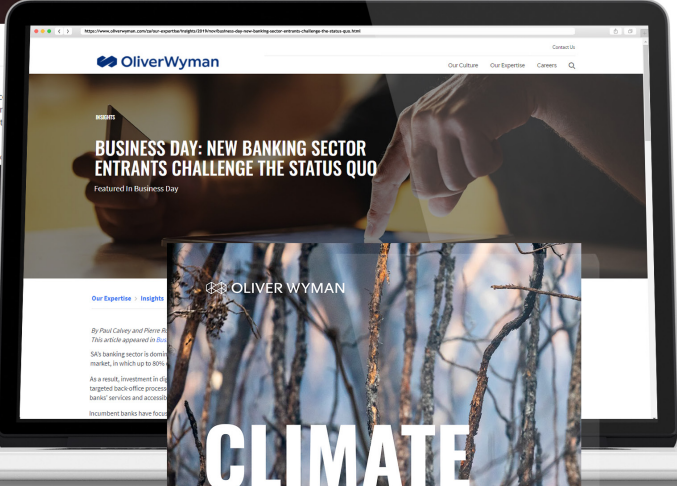 https://www.oliverwyman.com/za/our-expertise/insights/2019/nov/business-day-new-banking-sector-entrants-challenge-the-status-quo.html
Contact Us
OliverWyman
Our Culture Our Expertise Careers
INSIGHTS
BUSINESS DAY: NEW BANKING SECTOR
ENTRANTS CHALLENGE THE STATUS QUO
Featured In Business Day
OLIVER WYMAN
Our Expertise > Insights
By Paul Calvey and Pierre
This article appeared in
SA's banking sector is
market, in which up to 80%
As a result, investment in
targeted back-office
banks' services and
Incumbent banks have
CLIMATE